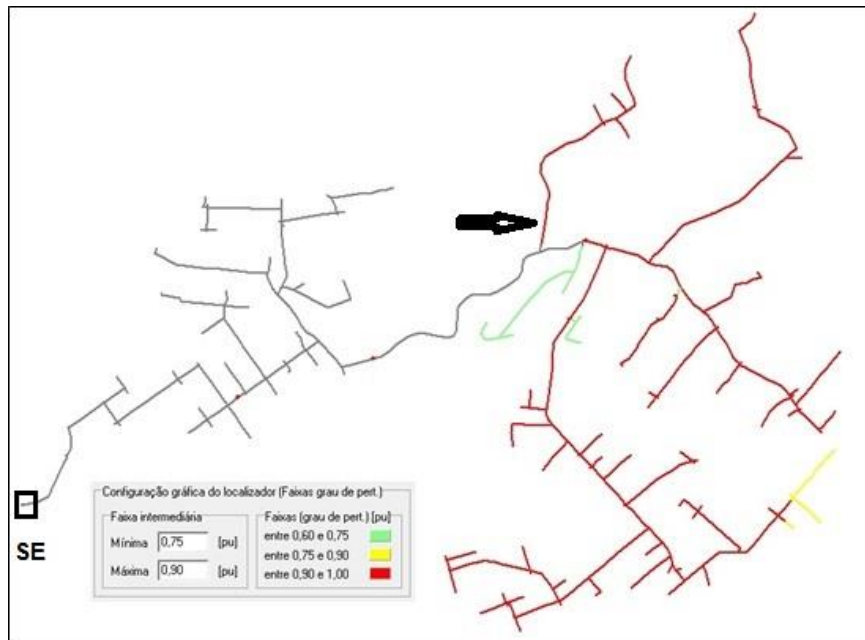 SE
Configuração gráfica do localizador (Faixas grau de pert.)
Faixa intermediária
Mínima 0,75 [pu]
Máxima 0,90 [pu]
Faixas (grau de pert.) [pu]
entre 0,60 e 0,75
entre 0,75 e 0,90
entre 0,90 e 1,00